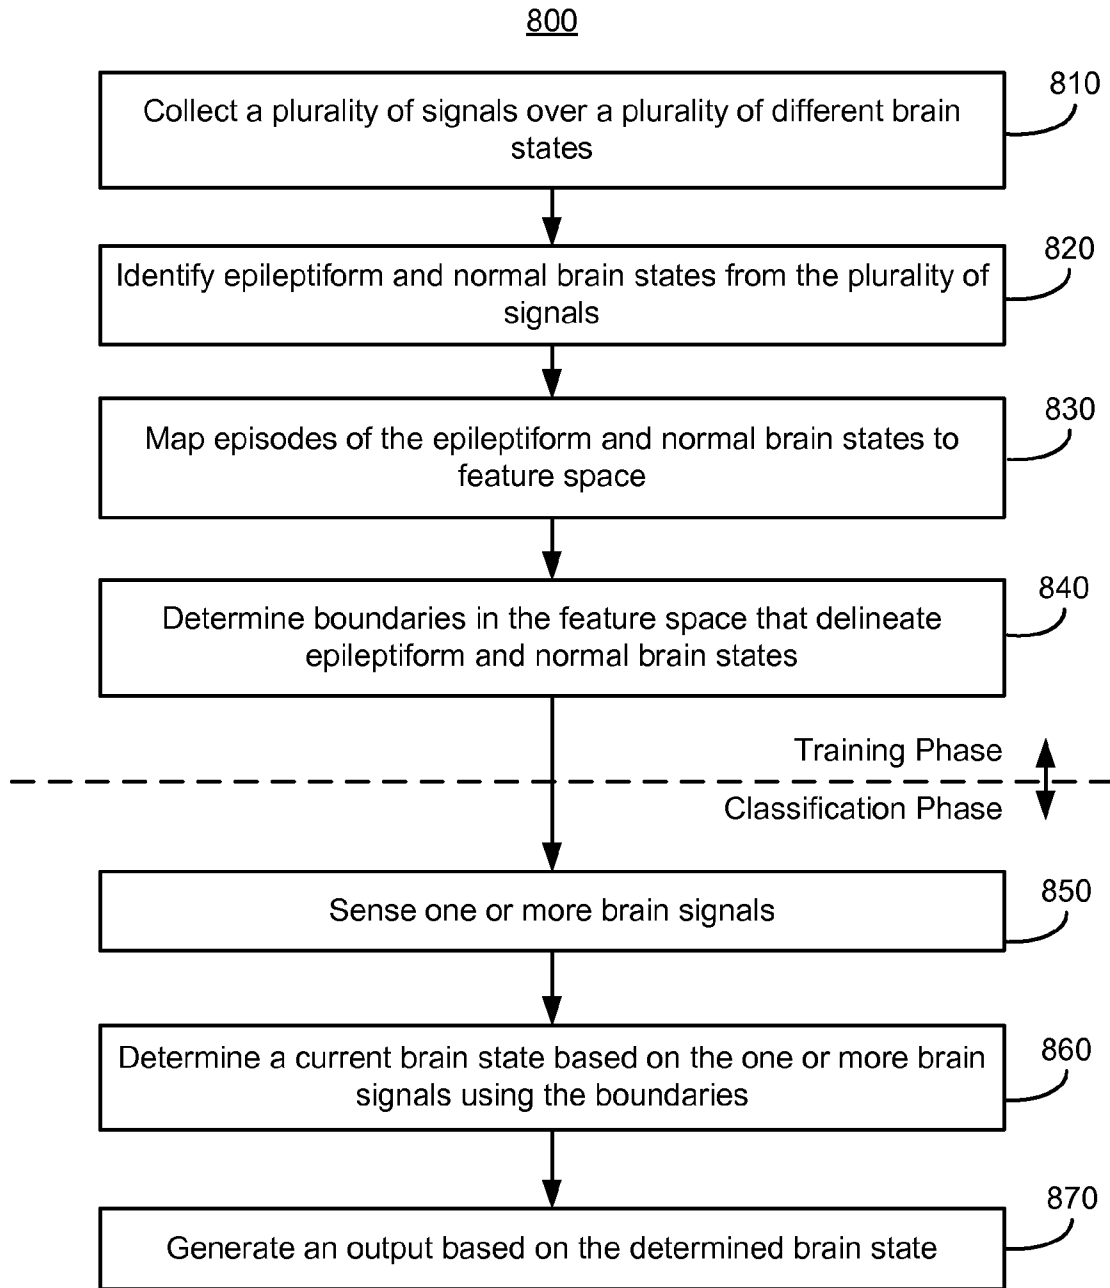 800
Collect a plurality of signals over a plurality of different brain
states
810
Identify epileptiform and normal brain states from the plurality of
signals
820
Map episodes of the epileptiform and normal brain states to
feature space
830
Determine boundaries in the feature space that delineate
epileptiform and normal brain states
840
Training Phase
Classification Phase
Sense one or more brain signals
850
Determine a current brain state based on the one or more brain
signals using the boundaries
860
Generate an output based on the determined brain state
870